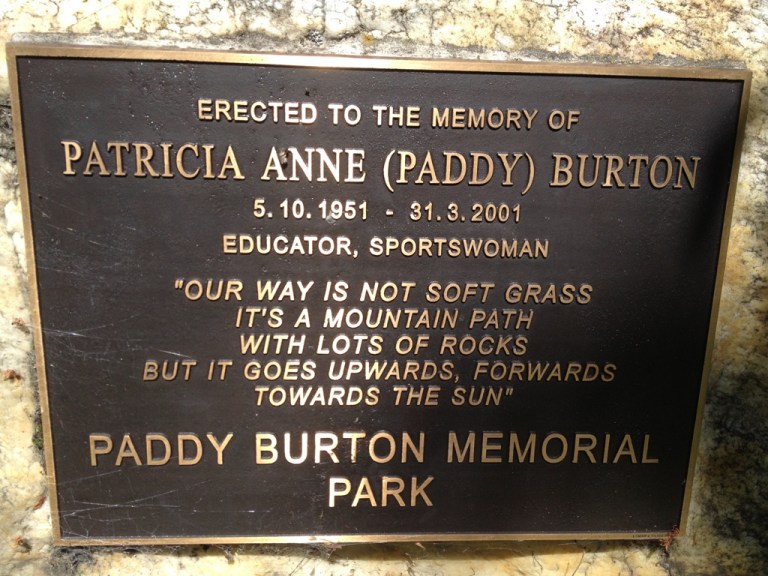 ERECTED TO THE MEMORY OF
PATRICIA ANNE (PADDY) BURTON
5.10.1951 - 31.3.2001
EDUCATOR, SPORTSWOMAN
"OUR WAY IS NOT SOFT GRASS
IT'S A MOUNTAIN PATH
WITH LOTS OF ROCKS
BUT IT GOES UPWARDS, FORWARDS
TOWARDS THE SUN"
PADDY BURTON MEMORIAL
PARK